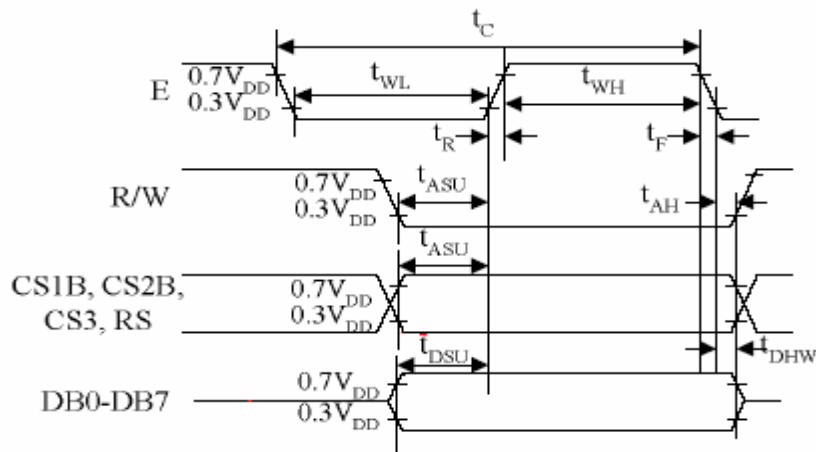 t_C
E
0.7V_DD
0.3V_DD
t_WL
t_WH
t_R
t_F
R/W
0.7V_DD
0.3V_DD
t_ASU
t_AH
t_ASU
CS1B, CS2B,
CS3, RS
0.7V_DD
0.3V_DD
t_DSU
t_DHW
DB0-DB7
0.7V_DD
0.3V_DD